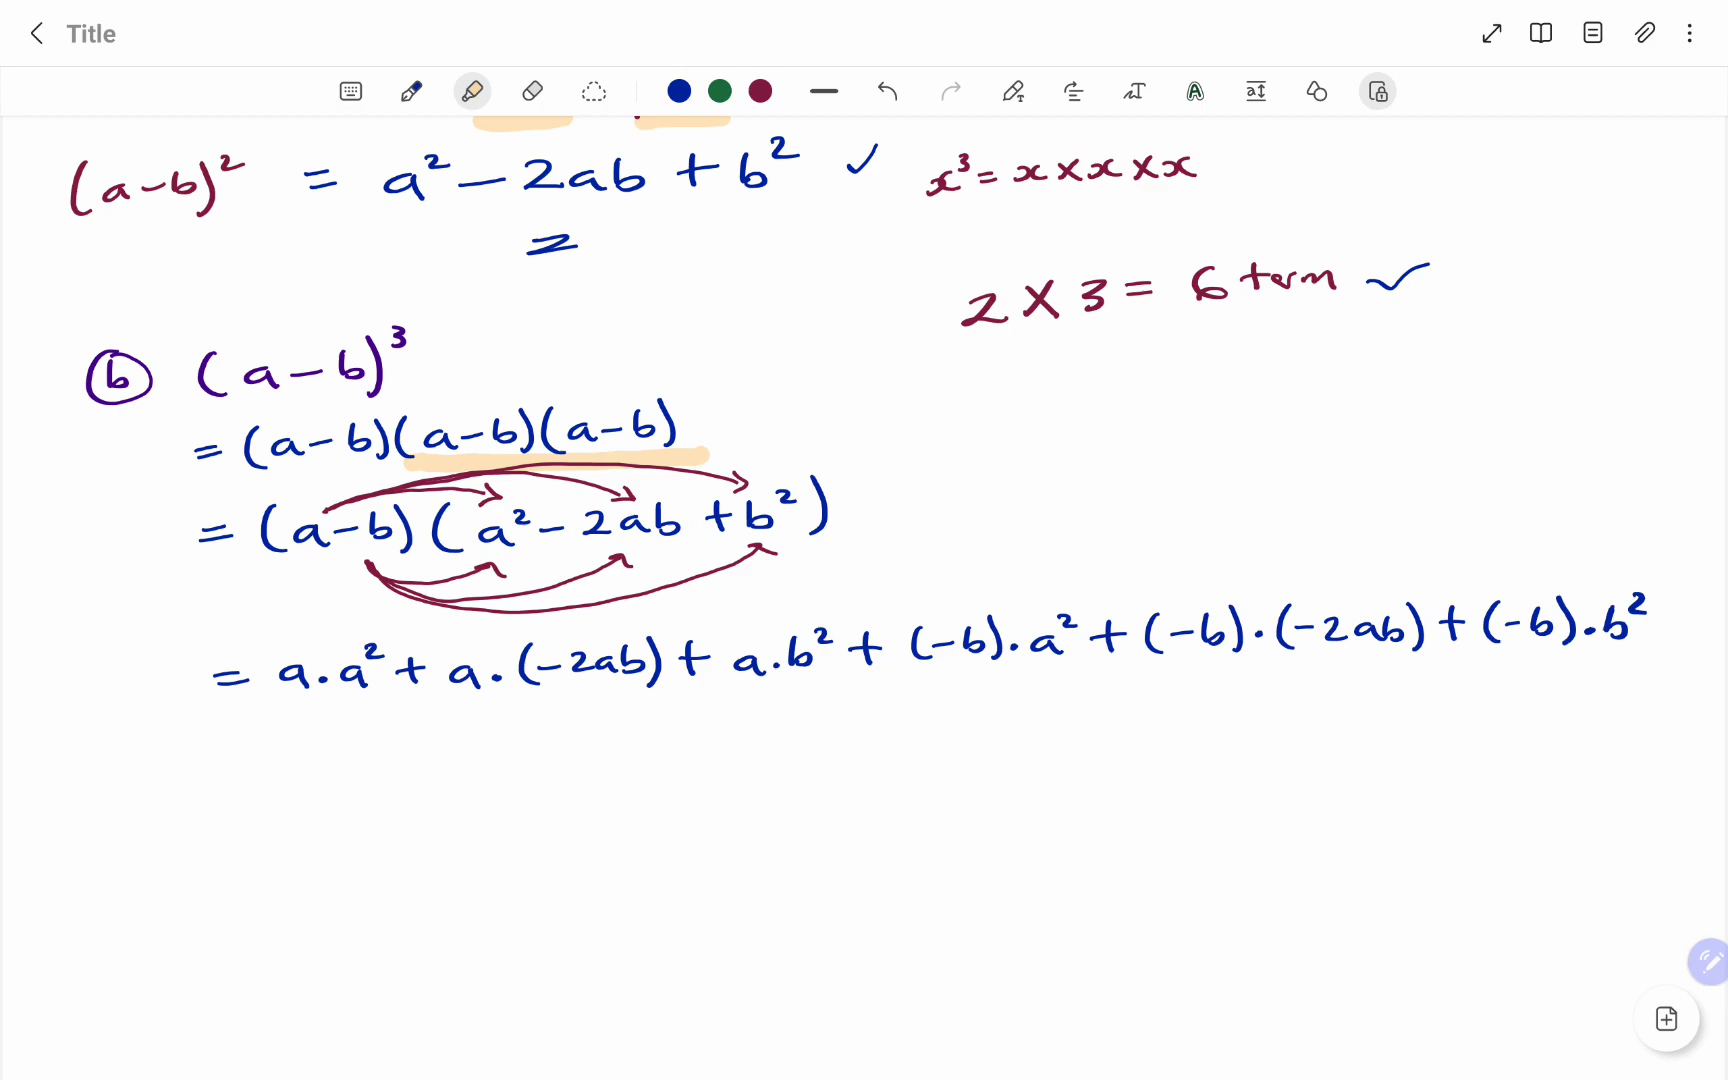 Title
(a-b)² = a² - 2ab + b² ✓
x³ = x × x × x
2 × 3 = 6 term ✓
ⓑ (a-b)³
= (a-b)(a-b)(a-b)
= (a-b)(a² - 2ab + b²)
= a.a² + a.(-2ab) + a.b² + (-b).a² + (-b).(-2ab) + (-b).b²